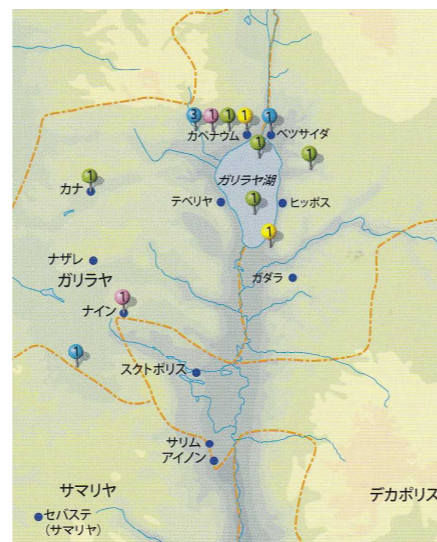 3 1 1 1 1
カペナウム
ベツサイダ
1
1
1
カナ
ガリラヤ湖
テベリヤ
1
ヒッポス
1
ナザレ
ガリラヤ
ガダラ
1
ナイン
1
スクトポリス
サリム
アイノン
サマリヤ
デカポリス
セバステ
(サマリヤ)